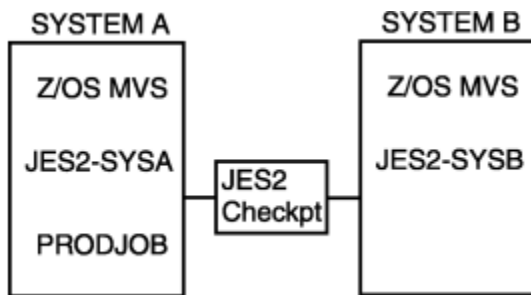 SYSTEM A
Z/OS MVS
JES2-SYSA
PRODJOB
JES2
Checkpt
SYSTEM B
Z/OS MVS
JES2-SYSB